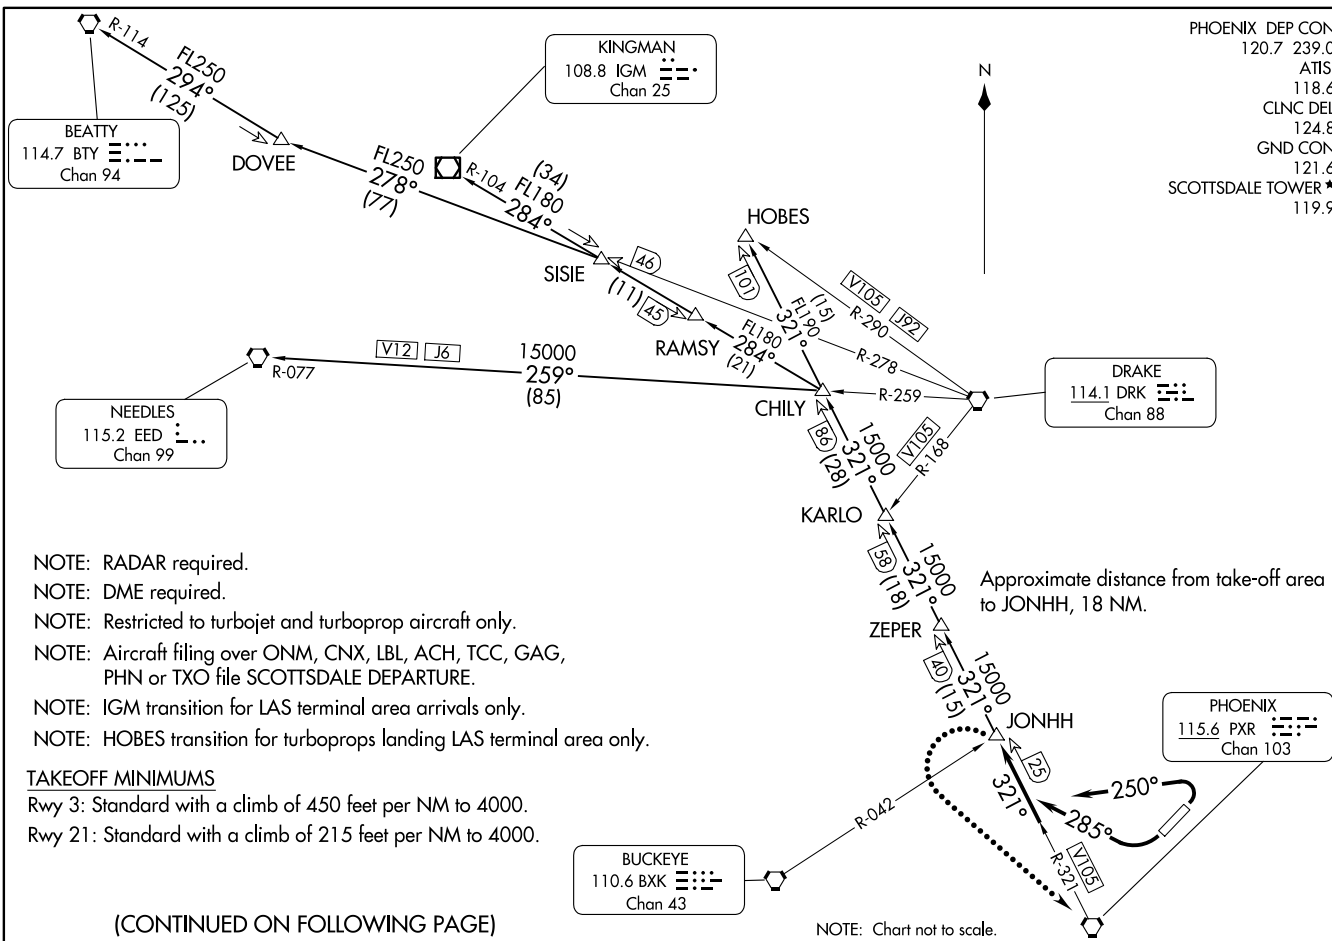 PHOENIX DEP CON
120.7 239.0
ATIS
118.6
CLNC DEL
124.8
GND CON
121.6
SCOTTSDALE TOWER★
119.9
N
R-114
FL250
294°
(125)
BEATTY
114.7 BTY
Chan 94
DOVEE
KINGMAN
108.8 IGM
Chan 25
FL250
278°
(77)
R-104
(34)
FL180
284°
SISIE
46
(11)
45
RAMSY
HOBES
101
(15)
FL190
321°
V105 J92
R-290
R-278
R-259
DRAKE
114.1 DRK
Chan 88
FL180
284°
(21)
CHILY
V12 J6
15000
259°
(85)
R-077
NEEDLES
115.2 EED
Chan 99
86
15000
321°
(28)
V105
R-168
KARLO
58
15000
321°
(18)
ZEPER
Approximate distance from take-off area
to JONHH, 18 NM.
40
15000
321°
(15)
JONHH
25
321°
250°
285°
PHOENIX
115.6 PXR
Chan 103
R-042
V105
R-321
BUCKEYE
110.6 BXK
Chan 43
NOTE: RADAR required.
NOTE: DME required.
NOTE: Restricted to turbojet and turboprop aircraft only.
NOTE: Aircraft filing over ONM, CNX, LBL, ACH, TCC, GAG,
PHN or TXO file SCOTTSDALE DEPARTURE.
NOTE: IGM transition for LAS terminal area arrivals only.
NOTE: HOBES transition for turboprops landing LAS terminal area only.
TAKEOFF MINIMUMS
Rwy 3: Standard with a climb of 450 feet per NM to 4000.
Rwy 21: Standard with a climb of 215 feet per NM to 4000.
(CONTINUED ON FOLLOWING PAGE)
NOTE: Chart not to scale.